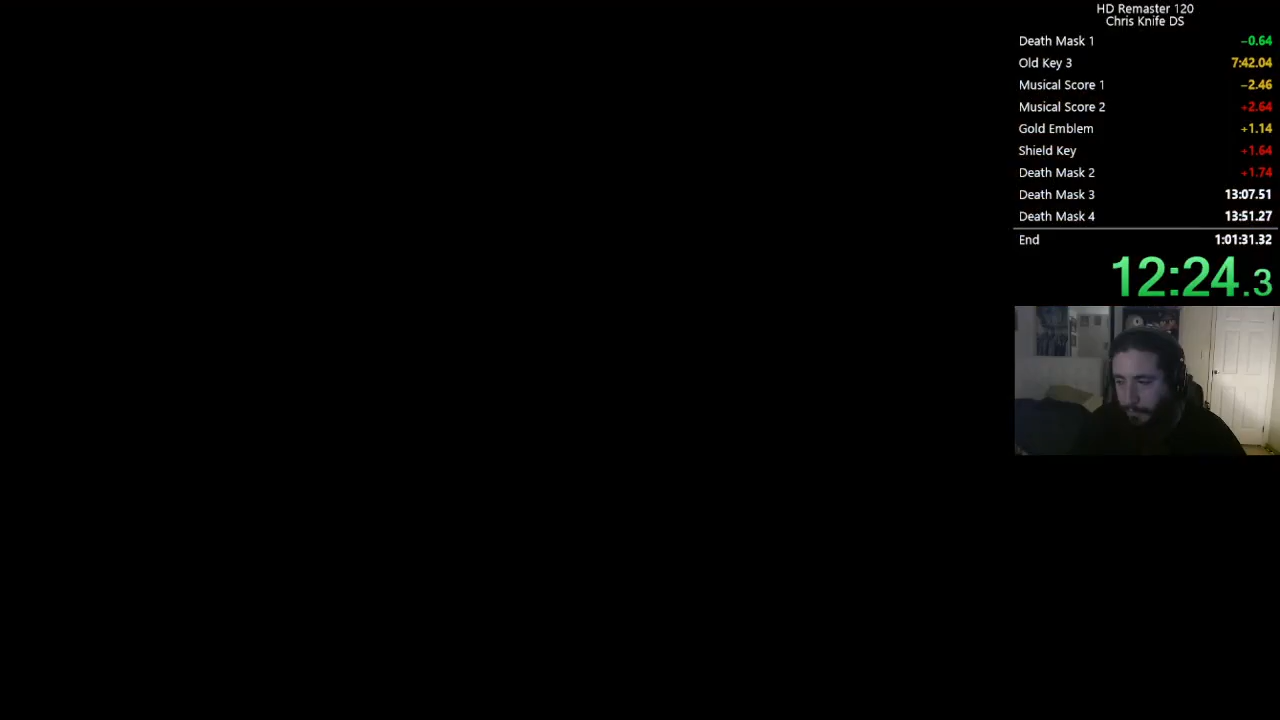 HD Remaster 120
Chris Knife DS
Death Mask 1 −0.64
Old Key 3 7:42.04
Musical Score 1 −2.46
Musical Score 2 +2.64
Gold Emblem +1.14
Shield Key +1.64
Death Mask 2 +1.74
Death Mask 3 13:07.51
Death Mask 4 13:51.27
End 1:01:31.32
12:24.3